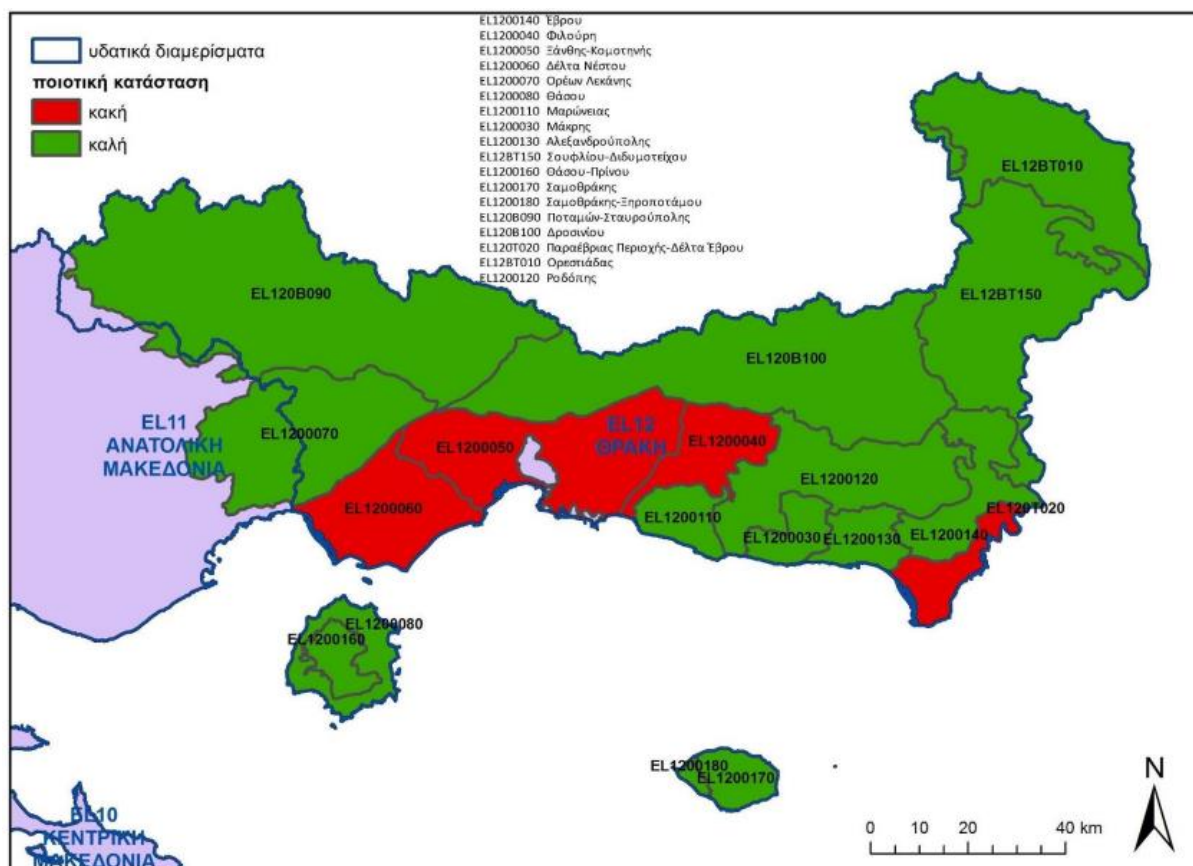 υδατικά διαμερίσματα
ποιοτική κατάσταση
κακή
καλή
EL1200140 Έβρου
EL1200040 Φιλούρη
EL1200050 Ξάνθης-Κομοτηνής
EL1200060 Δέλτα Νέστου
EL1200070 Ορέων Λεκάνης
EL1200080 Θάσου
EL1200110 Μαρώνειας
EL1200030 Μάκρης
EL1200130 Αλεξανδρούπολης
EL12BT150 Σουφλίου-Διδυμοτείχου
EL1200160 Θάσου-Πρίνου
EL1200170 Σαμοθράκης
EL1200180 Σαμοθράκης-Ξηροποτάμου
EL120B090 Ποταμών-Σταυρούπολης
EL120B100 Δροσινίου
EL120T020 Παραέβριας Περιοχής-Δέλτα Έβρου
EL12BT010 Ορεστιάδας
EL1200120 Ροδόπης
EL12BT010
EL120B090
EL12BT150
EL120B100
EL11
ΑΝΑΤΟΛΙΚΗ
ΜΑΚΕΔΟΝΙΑ
EL1200070
EL1200050
EL12
ΘΡΑΚΗ
EL1200040
EL1200120
EL1200060
EL1200110
EL1200030
EL1200130
EL1200140
EL120T020
EL1200080
EL1200160
EL1200180
EL1200170
EL10
ΚΕΝΤΡΙΚΗ
ΜΑΚΕΔΟΝΙΑ
N
0 10 20 40 km